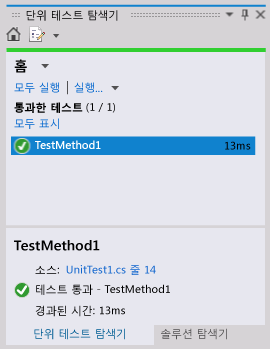 단위 테스트 탐색기
홈
모두 실행 | 실행...
통과한 테스트 (1 / 1)
모두 표시
TestMethod1 13ms
TestMethod1
소스: UnitTest1.cs 줄 14
테스트 통과 - TestMethod1
경과된 시간: 13ms
단위 테스트 탐색기 솔루션 탐색기